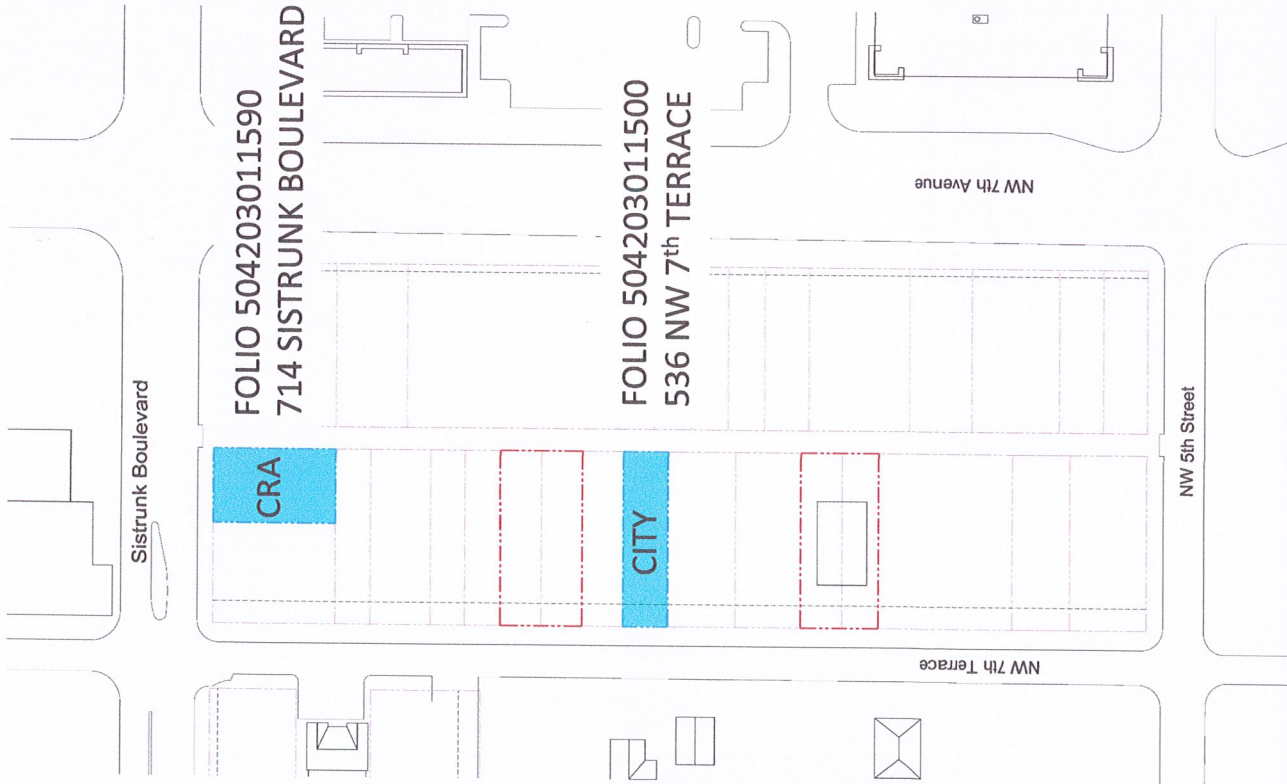 FOLIO 504203011590
714 SISTRUNK BOULEVARD
Sistrunk Boulevard
CRA
FOLIO 504203011500
536 NW 7th TERRACE
NW 7th Avenue
CITY
NW 5th Street
NW 7th Terrace